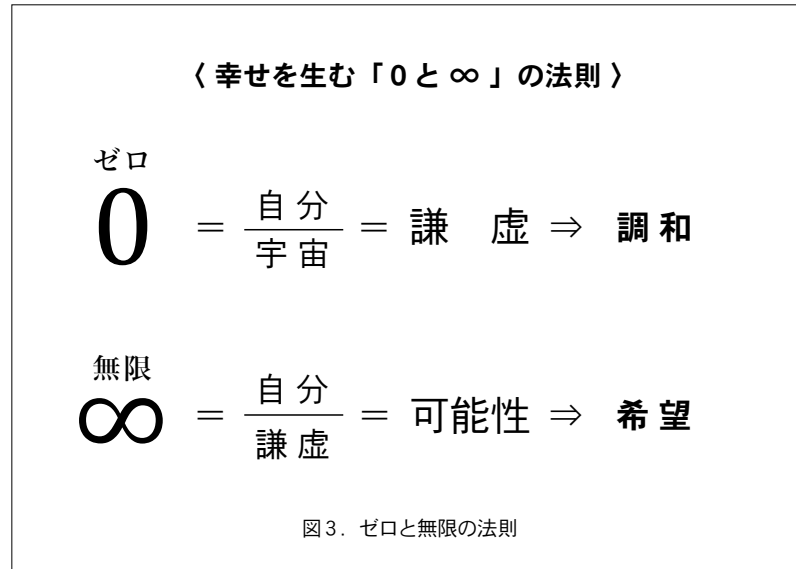 〈 幸せを生む「0と∞」の法則 〉
ゼロ
0 = 自分 / 宇宙 = 謙 虚 ⇒ 調和
無限
∞ = 自分 / 謙虚 = 可能性 ⇒ 希望
図3. ゼロと無限の法則